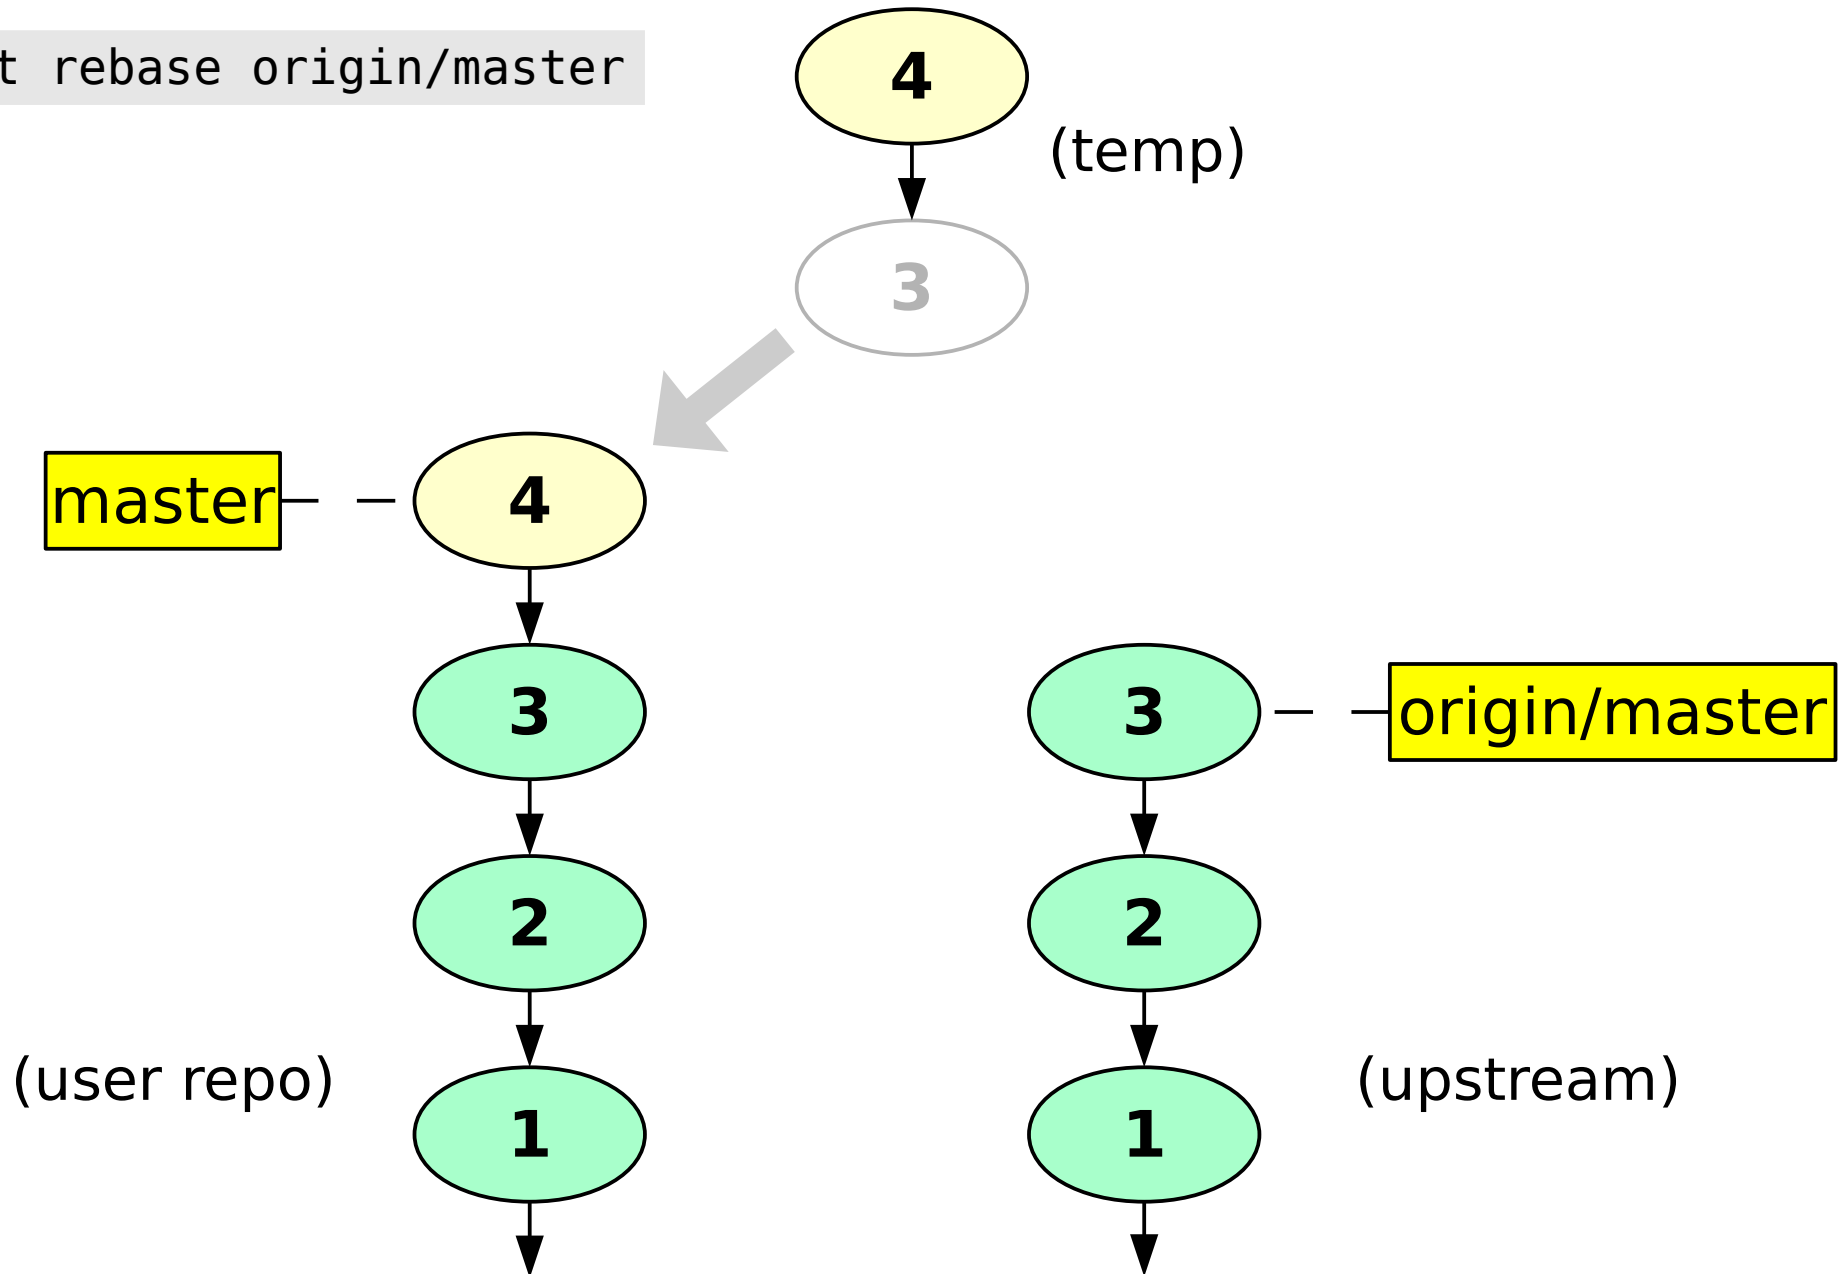 t rebase origin/master
4
(temp)
3
master
4
3
3
origin/master
2
2
(user repo)
1
1
(upstream)